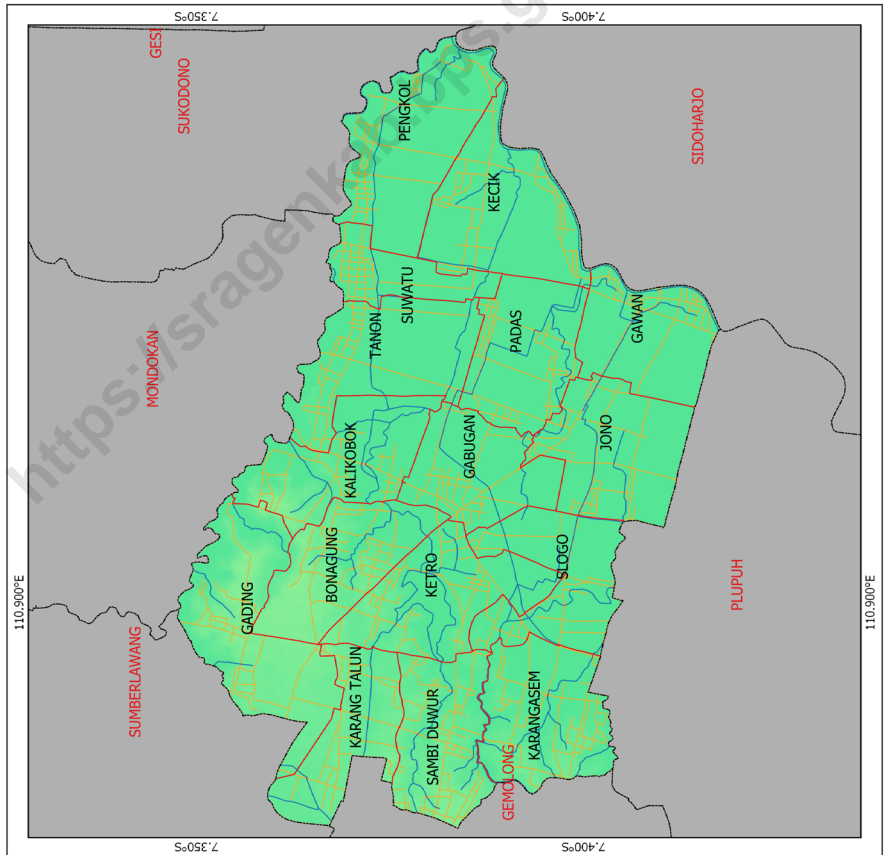 7.350°S
7.400°S
GESI
SUKODONO
SIDOHARJO
PENGKOL
KECIK
MONDOKAN
SUWATU
TANON
PADAS
GAWAN
KALIKOBOK
GABUGAN
JONO
110.900°E
SUMBERLAWANG
GADING
BONAGUNG
KETRO
SLOGO
PLUPUH
110.900°E
KARANG TALUN
SAMBI DUWUR
GEMOLONG
KARANGASEM
7.350°S
7.400°S
https://sragenkab.bps.g